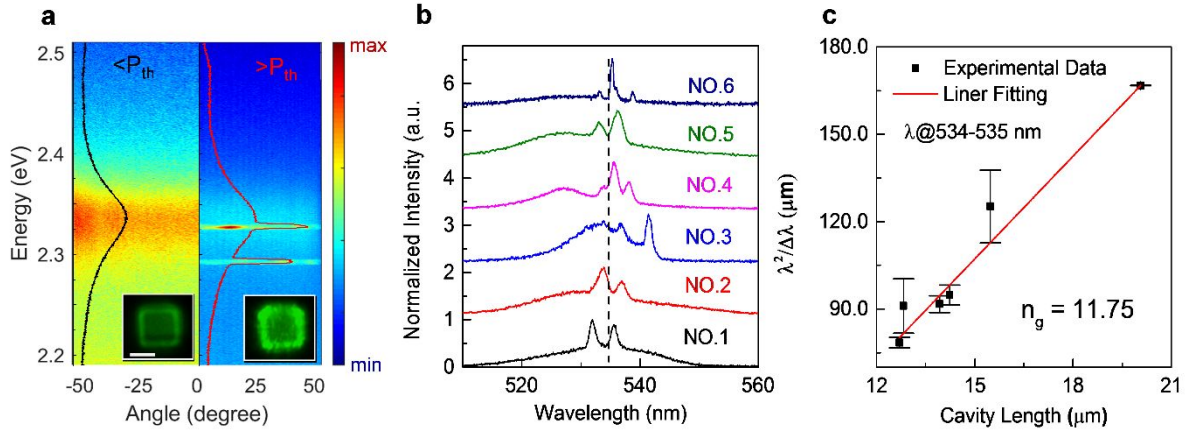 a
2.5
2.4
2.3
2.2
Energy (eV)
<P_th
>P_th
max
min
-50 -25 0 25 50
Angle (degree)
b
6
5
4
3
2
1
0
Normalized Intensity (a.u.)
NO.6
NO.5
NO.4
NO.3
NO.2
NO.1
520 540 560
Wavelength (nm)
c
180.0
150.0
120.0
90.0
λ²/Δλ (μm)
Experimental Data
Liner Fitting
λ@534-535 nm
n_g = 11.75
12 15 18 21
Cavity Length (μm)